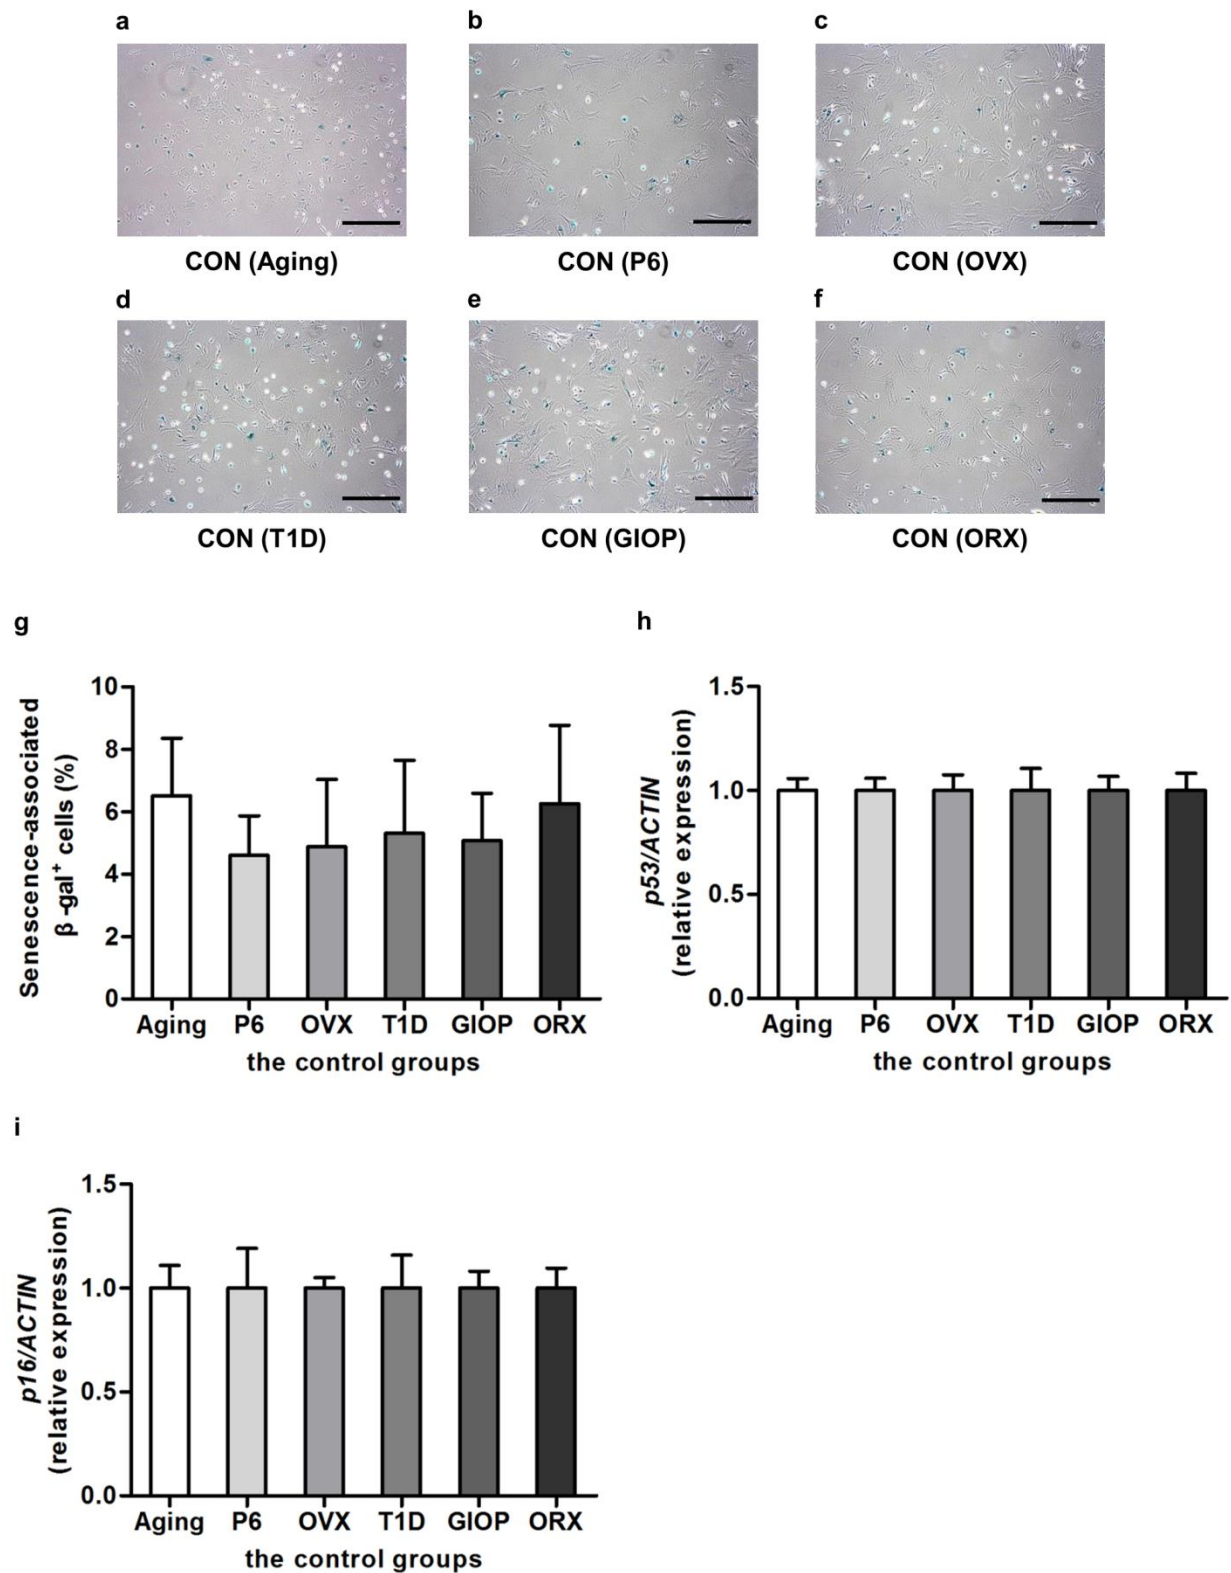 a
b
c
CON (Aging)
CON (P6)
CON (OVX)
d
e
f
CON (T1D)
CON (GIOP)
CON (ORX)
g
Senescence-associated
β-gal⁺ cells (%)
10
8
6
4
2
0
Aging P6 OVX T1D GIOP ORX
the control groups
h
p53/ACTIN
(relative expression)
1.5
1.0
0.5
0.0
Aging P6 OVX T1D GIOP ORX
the control groups
i
p16/ACTIN
(relative expression)
1.5
1.0
0.5
0.0
Aging P6 OVX T1D GIOP ORX
the control groups